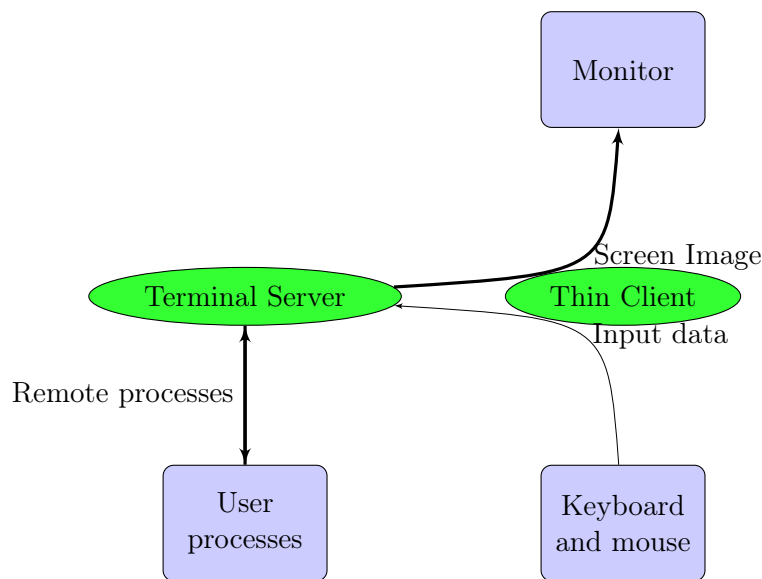 Monitor
Screen Image
Terminal Server
Thin Client
Input data
Remote processes
User
processes
Keyboard
and mouse